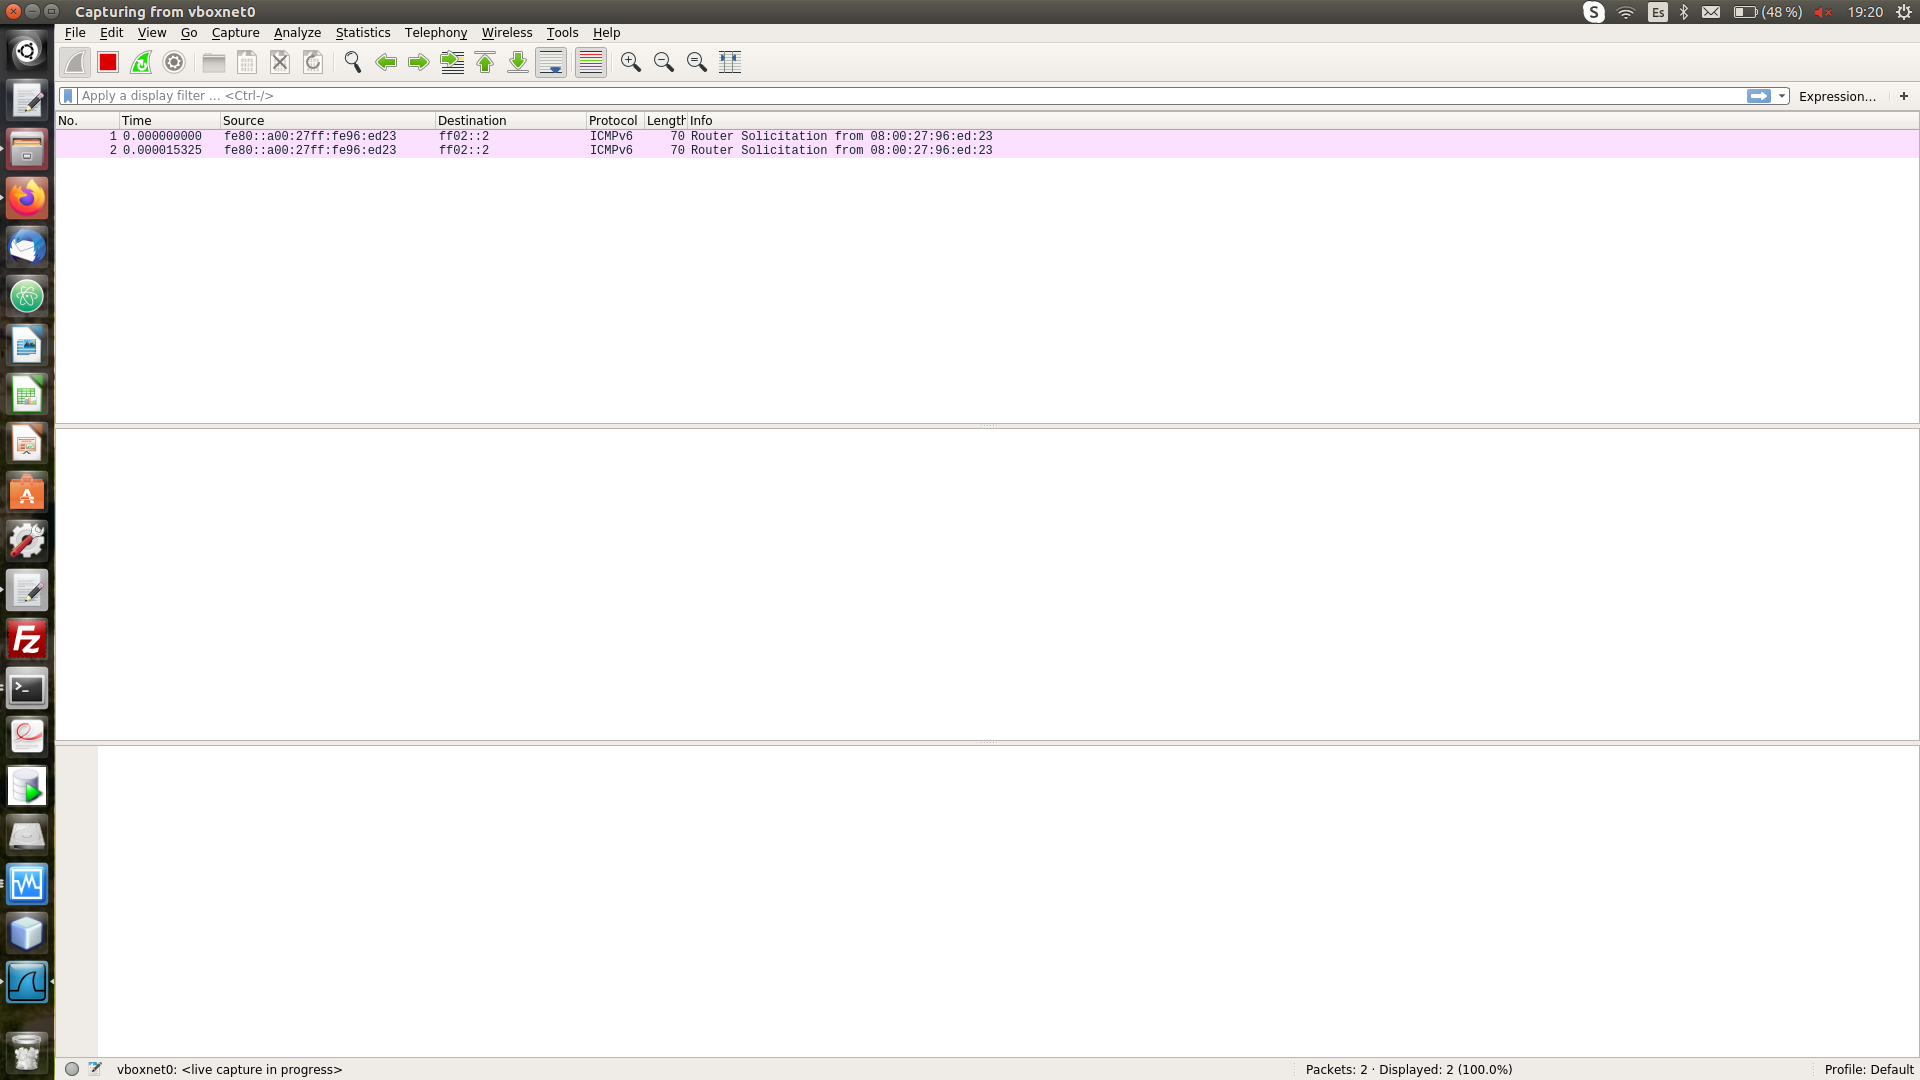 Capturing from vboxnet0
S
Es
(48 %)
19:20
File Edit View Go Capture Analyze Statistics Telephony Wireless Tools Help
Apply a display filter ... <Ctrl-/>
Expression... +
No. Time Source Destination Protocol Length Info
1 0.000000000 fe80::a00:27ff:fe96:ed23 ff02::2 ICMPv6 70 Router Solicitation from 08:00:27:96:ed:23
2 0.000015325 fe80::a00:27ff:fe96:ed23 ff02::2 ICMPv6 70 Router Solicitation from 08:00:27:96:ed:23
A
Fz
>_
vboxnet0: <live capture in progress>
Packets: 2 · Displayed: 2 (100.0%)
Profile: Default